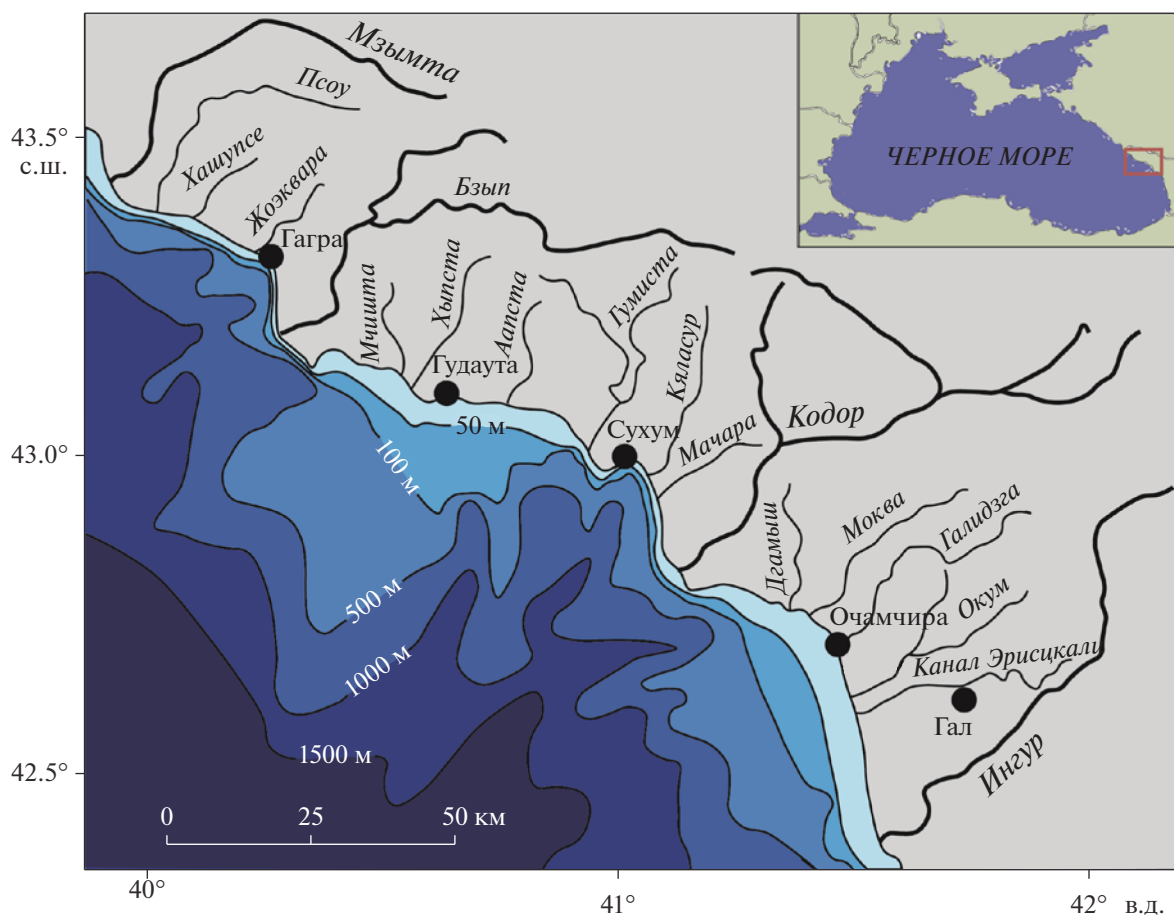 Мзымта
Псоу
Хашупсе
Жоэквара
Гагра
Бзып
ЧЕРНОЕ МОРЕ
43.5°
с.ш.
Мчишта
Хыпста
Аапста
Гумиста
Кяласур
Гудаута
50 м
Сухум
Мачара
Кодор
43.0°
100 м
Дгамыш
Моква
Галидзга
500 м
Очамчира
Окум
1000 м
Канал Эрисцкали
Гал
1500 м
Ингур
42.5°
0 25 50 км
40° 41° 42° в.д.